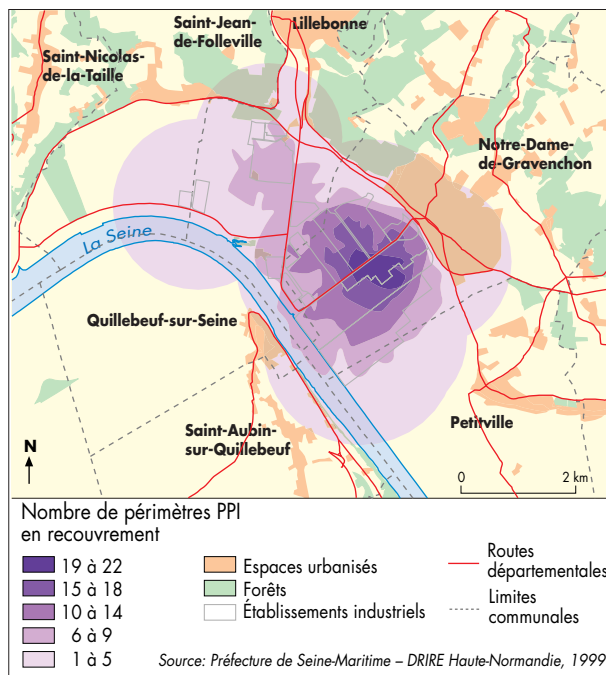 Saint-Jean-
de-Folleville
Lillebonne
Saint-Nicolas-
de-la-Taille
Notre-Dame-
de-Gravenchon
La Seine
Quillebeuf-sur-Seine
Saint-Aubin-
sur-Quillebeuf
Petitville
N
0 2 km
Nombre de périmètres PPI
en recouvrement
19 à 22
15 à 18
10 à 14
6 à 9
1 à 5
Espaces urbanisés
Forêts
Établissements industriels
Routes
départementales
Limites
communales
Source: Préfecture de Seine-Maritime – DRIRE Haute-Normandie, 1999